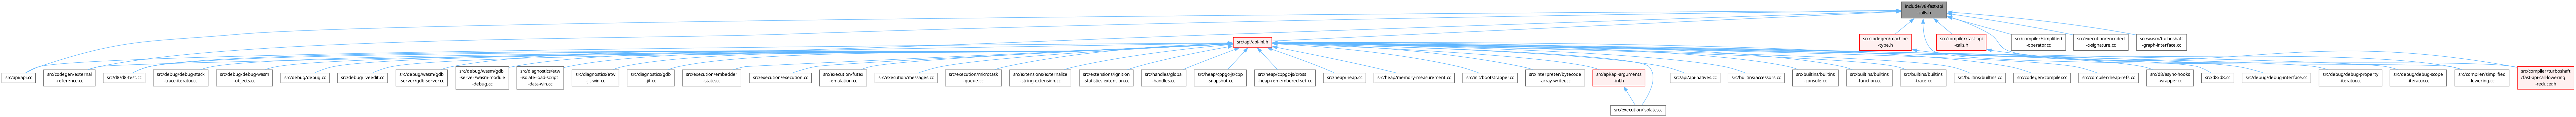 include/v8-fast-api
-calls.h
src/api/api-inl.h
src/codegen/machine
-type.h
src/compiler/fast-api
-calls.h
src/compiler/simplified
-operator.cc
src/execution/encoded
-c-signature.cc
src/wasm/turboshaft
-graph-interface.cc
src/api/api.cc
src/codegen/external
-reference.cc
src/d8/d8-test.cc
src/debug/debug-stack
-trace-iterator.cc
src/debug/debug-wasm
-objects.cc
src/debug/debug.cc
src/debug/liveedit.cc
src/debug/wasm/gdb
-server/gdb-server.cc
src/debug/wasm/gdb
-server/wasm-module
-debug.cc
src/diagnostics/etw
-isolate-load-script
-data-win.cc
src/diagnostics/etw
-jit-win.cc
src/diagnostics/gdb
-jit.cc
src/execution/embedder
-state.cc
src/execution/execution.cc
src/execution/futex
-emulation.cc
src/execution/messages.cc
src/execution/microtask
-queue.cc
src/extensions/externalize
-string-extension.cc
src/extensions/ignition
-statistics-extension.cc
src/handles/global
-handles.cc
src/heap/cppgc-js/cpp
-snapshot.cc
src/heap/cppgc-js/cross
-heap-remembered-set.cc
src/heap/heap.cc
src/heap/memory-measurement.cc
src/init/bootstrapper.cc
src/interpreter/bytecode
-array-writer.cc
src/api/api-arguments
-inl.h
src/api/api-natives.cc
src/builtins/accessors.cc
src/builtins/builtins
-console.cc
src/builtins/builtins
-function.cc
src/builtins/builtins
-trace.cc
src/builtins/builtins.cc
src/codegen/compiler.cc
src/compiler/heap-refs.cc
src/d8/async-hooks
-wrapper.cc
src/d8/d8.cc
src/debug/debug-interface.cc
src/debug/debug-property
-iterator.cc
src/debug/debug-scope
-iterator.cc
src/compiler/simplified
-lowering.cc
src/compiler/turboshaft
/fast-api-call-lowering
-reducer.h
src/execution/isolate.cc